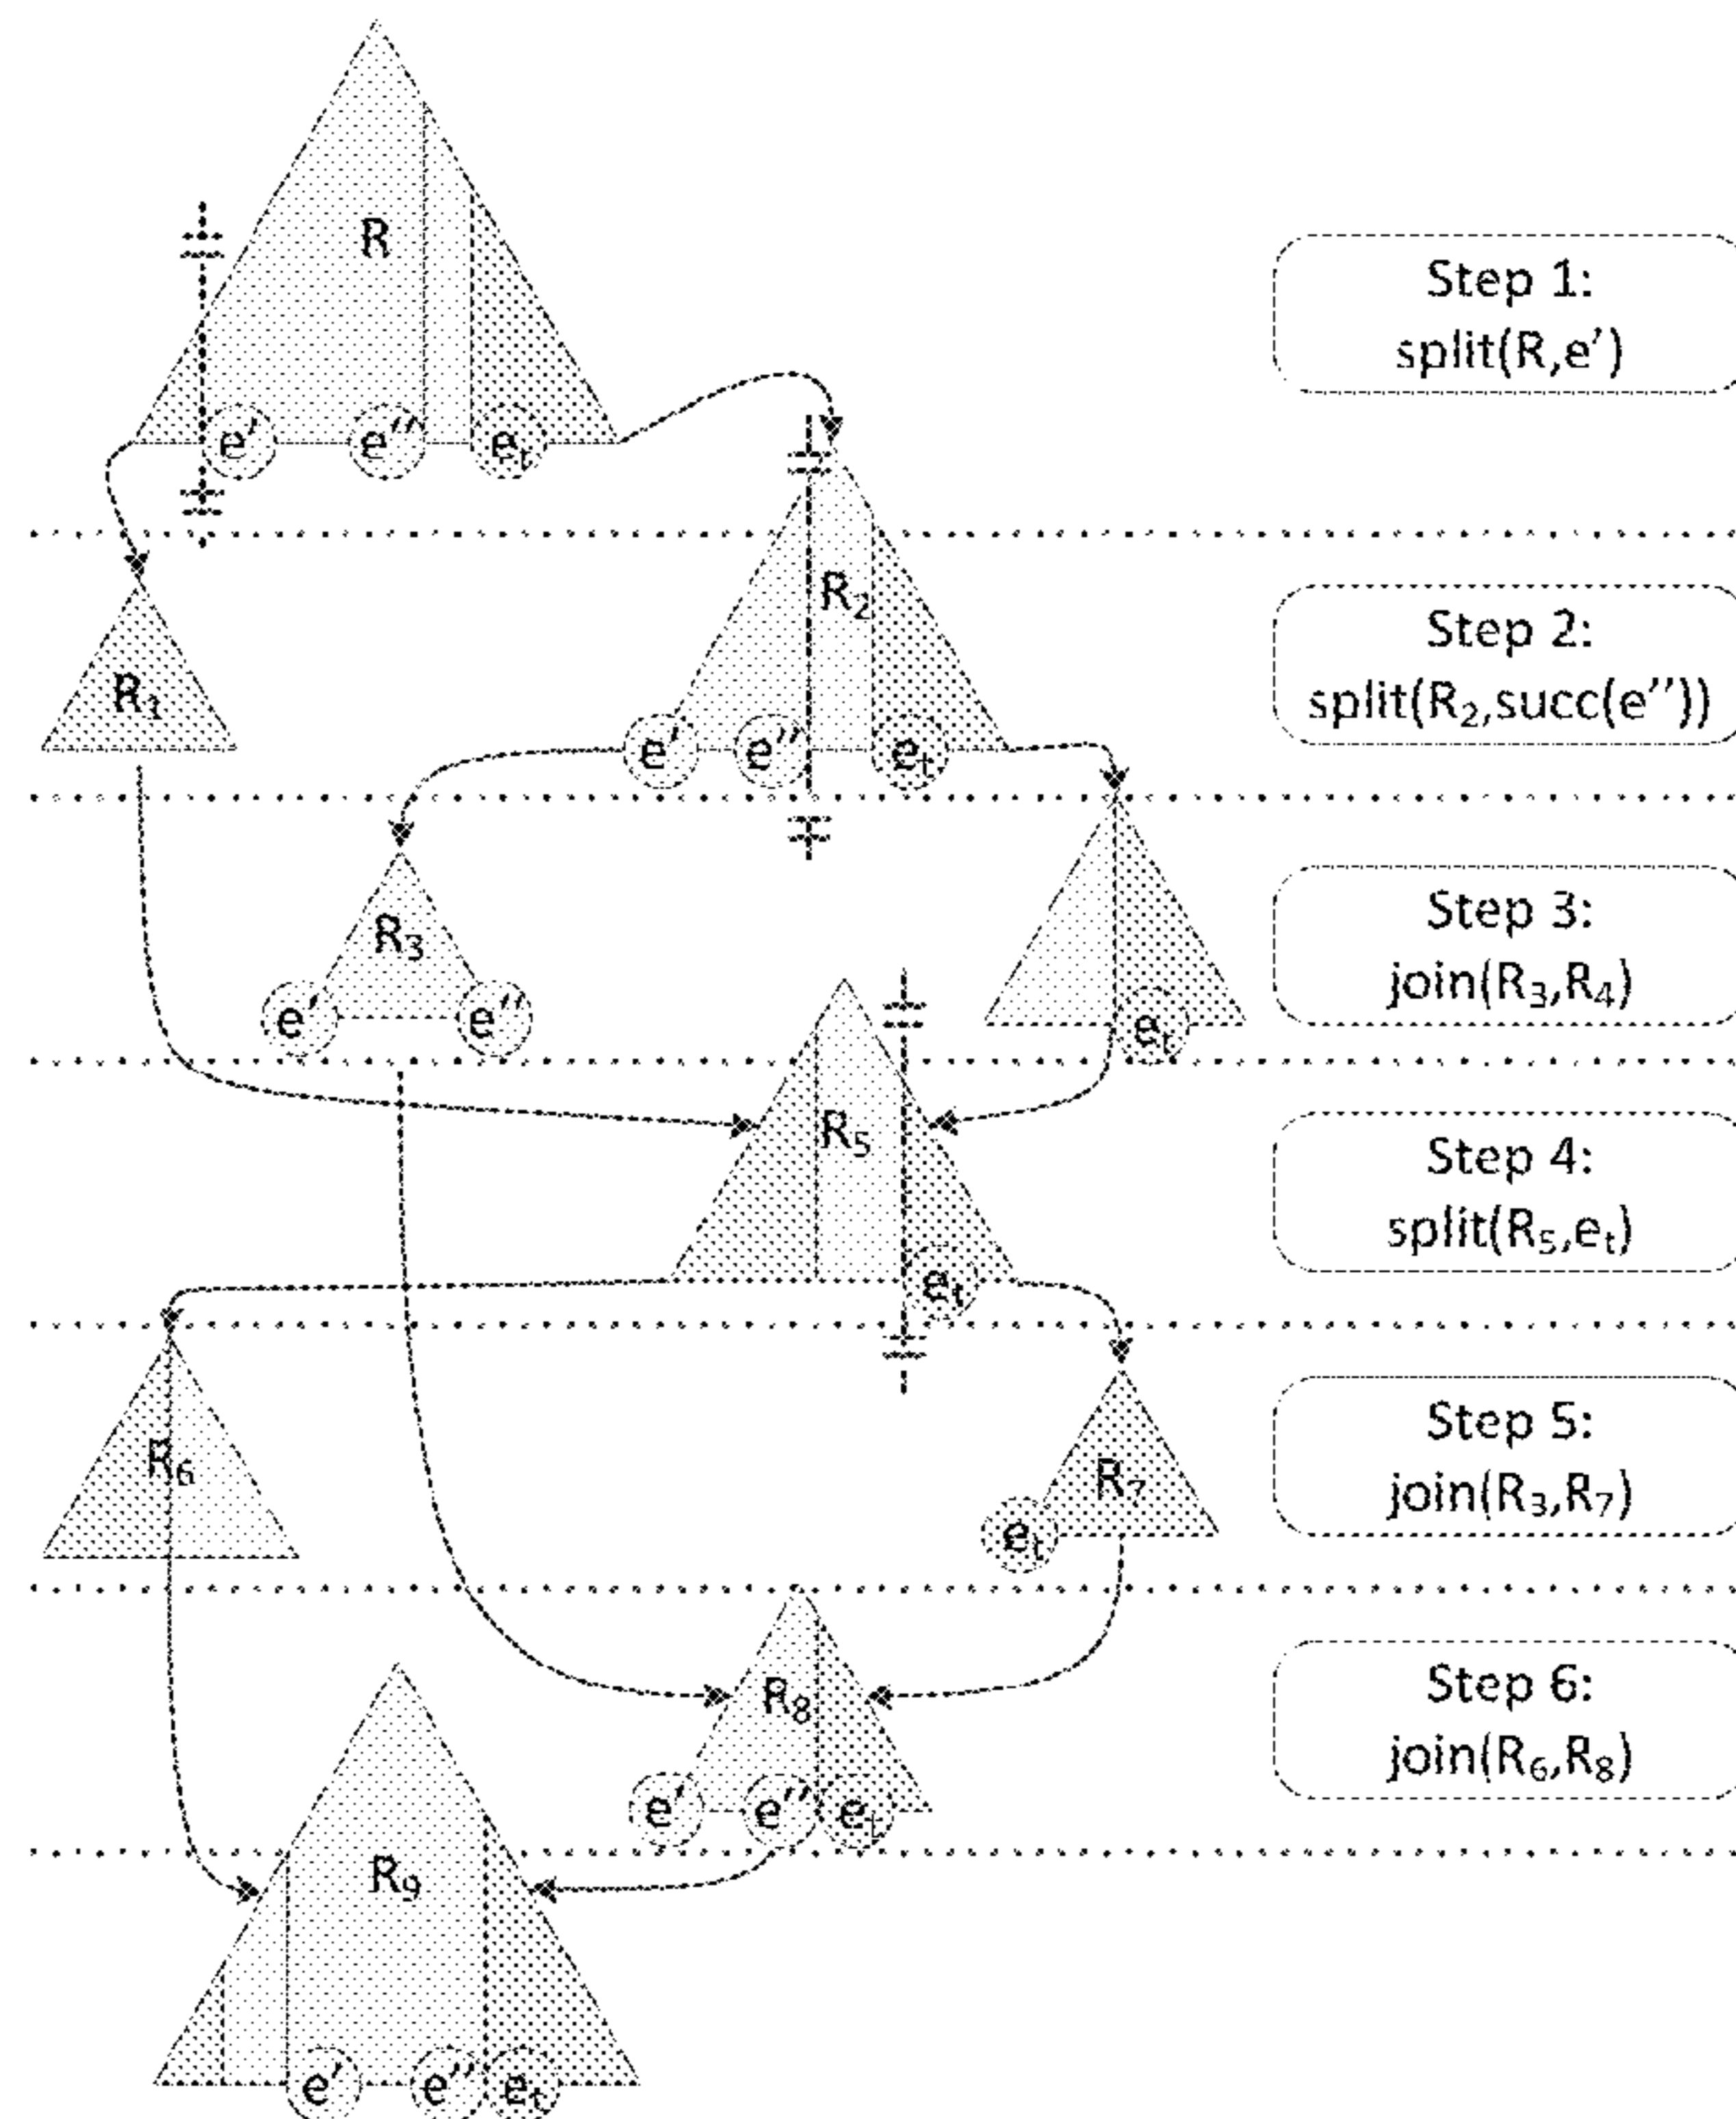 R
e' e'' eₜ
Step 1:
split(R,e')
R₁
R₂
e' e'' eₜ
Step 2:
split(R₂,succ(e''))
R₃
e' e''
eₜ
Step 3:
join(R₃,R₄)
R₅
eₜ
Step 4:
split(R₅,eₜ)
R₆
R₇
eₜ
Step 5:
join(R₃,R₇)
R₈
e' e'' eₜ
Step 6:
join(R₆,R₈)
R₉
e' e'' eₜ